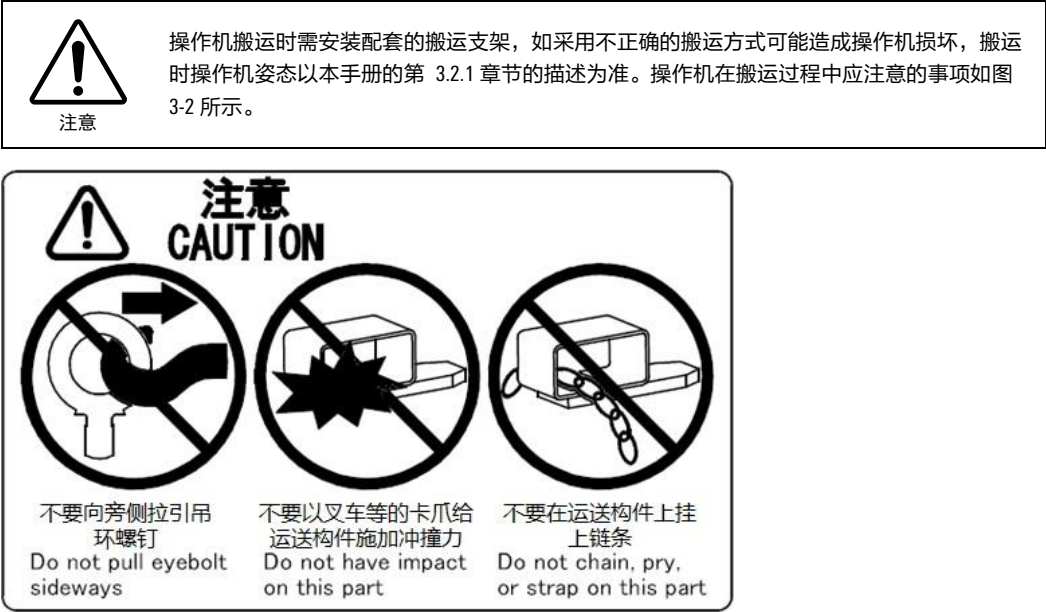 操作机搬运时需安装配套的搬运支架，如采用不正确的搬运方式可能造成操作机损坏，搬运
时操作机姿态以本手册的第 3.2.1 章节的描述为准。操作机在搬运过程中应注意的事项如图
3-2 所示。
注意
注意
CAUTION
不要向旁侧拉引吊
环螺钉
Do not pull eyebolt
sideways
不要以叉车等的卡爪给
运送构件施加冲撞力
Do not have impact
on this part
不要在运送构件上挂
上链条
Do not chain, pry,
or strap on this part